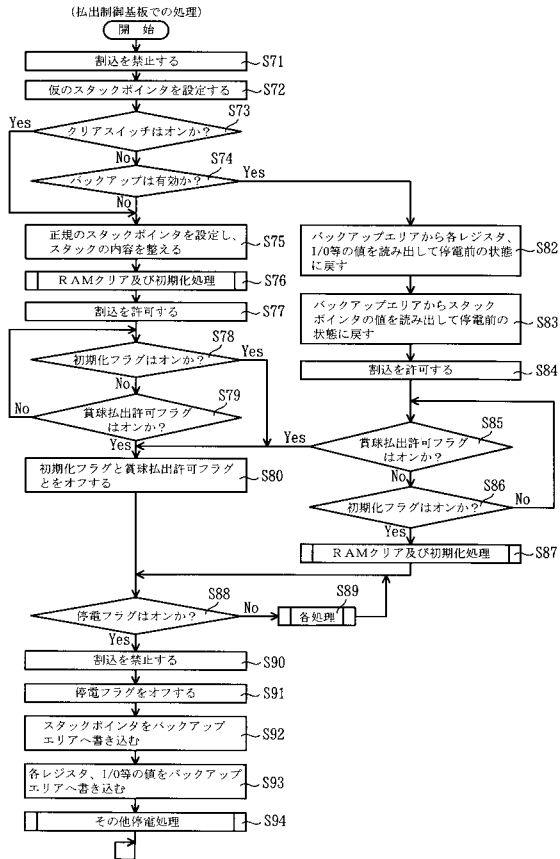 (払出制御基板での処理)
開 始
割込を禁止する
S71
仮のスタックポインタを設定する
S72
クリアスイッチはオンか？
S73
Yes
No
バックアップは有効か？
S74
Yes
No
正規のスタックポインタを設定し、
スタックの内容を整える
S75
RAMクリア及び初期化処理
S76
割込を許可する
S77
初期化フラグはオンか？
S78
Yes
No
賞球払出許可フラグ
はオンか？
S79
No
Yes
初期化フラグと賞球払出許可フラグ
とをオフする
S80
バックアップエリアから各レジスタ、
I/O等の値を読み出して停電前の状態
に戻す
S82
バックアップエリアからスタック
ポインタの値を読み出して停電前の
状態に戻す
S83
割込を許可する
S84
賞球払出許可フラグ
はオンか？
S85
Yes
No
初期化フラグはオンか？
S86
No
Yes
RAMクリア及び初期化処理
S87
停電フラグはオンか？
S88
No
各処理
S89
Yes
割込を禁止する
S90
停電フラグをオフする
S91
スタックポインタをバックアップ
エリアへ書き込む
S92
各レジスタ、I/O等の値をバックアップ
エリアへ書き込む
S93
その他停電処理
S94